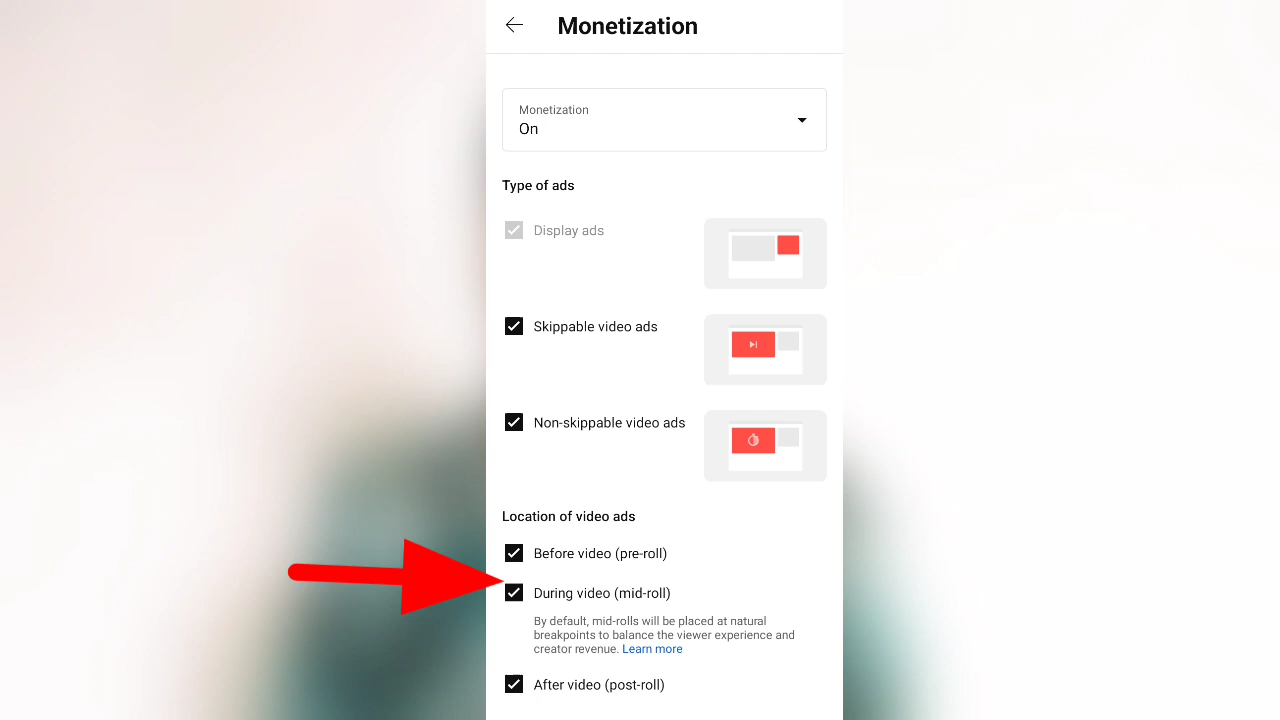 Monetization
Monetization
On
Type of ads
Display ads
Skippable video ads
Non-skippable video ads
Location of video ads
Before video (pre-roll)
During video (mid-roll)
By default, mid-rolls will be placed at natural
breakpoints to balance the viewer experience and
creator revenue. Learn more
After video (post-roll)